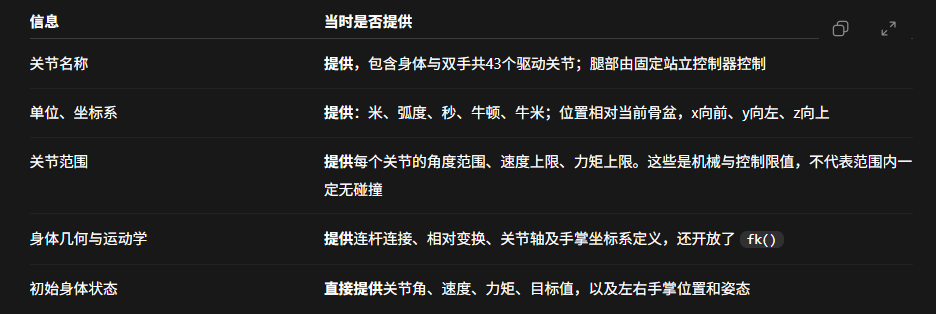 信息 当时是否提供
关节名称 提供，包含身体与双手共43个驱动关节；腿部由固定站立控制器控制
单位、坐标系 提供：米、弧度、秒、牛顿、牛米；位置相对当前骨盆，x向前、y向左、z向上
关节范围 提供每个关节的角度范围、速度上限、力矩上限。这些是机械与控制限值，不代表范围内一
定无碰撞
身体几何与运动学 提供连杆连接、相对变换、关节轴及手掌坐标系定义，还开放了 fk()
初始身体状态 直接提供关节角、速度、力矩、目标值，以及左右手掌位置和姿态